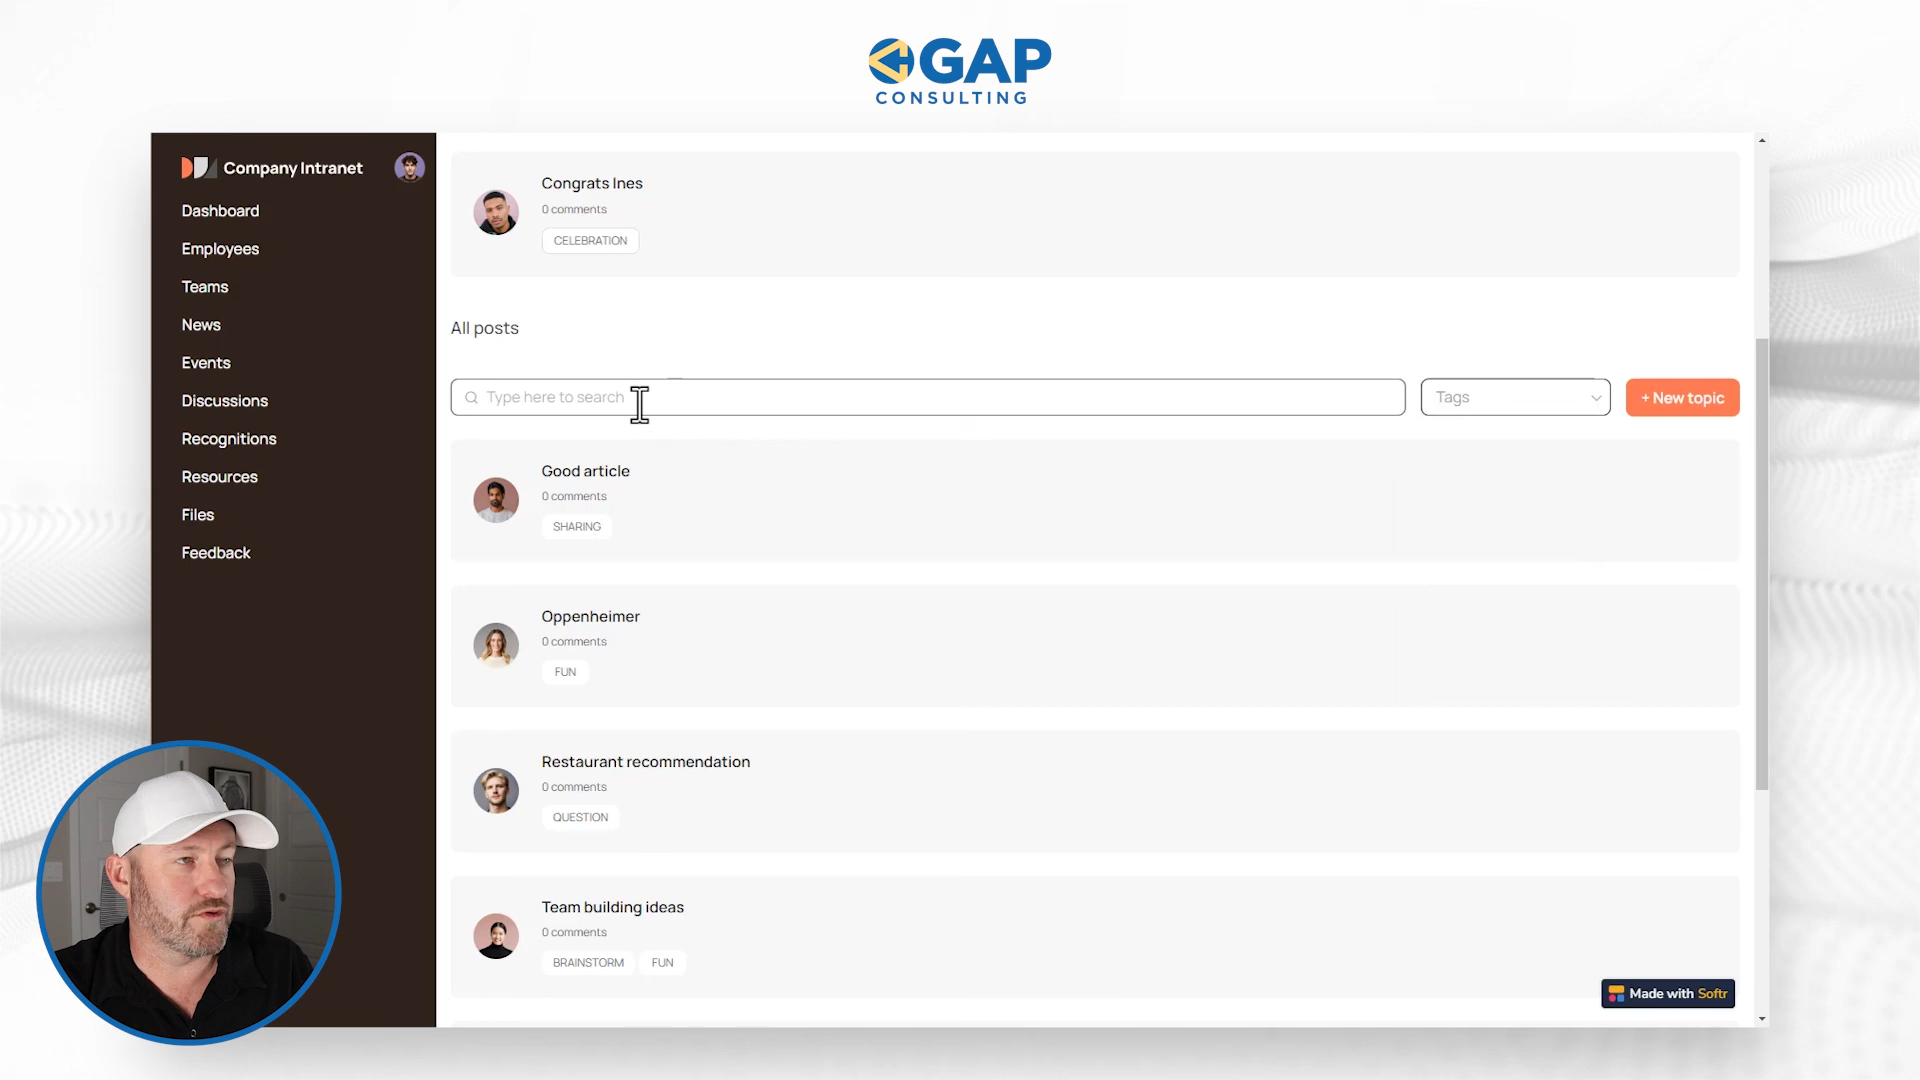 GAP
CONSULTING
Company Intranet
Dashboard
Employees
Teams
News
Events
Discussions
Recognitions
Resources
Files
Feedback
Congrats Ines
0 comments
CELEBRATION
All posts
Type here to search
Tags
+ New topic
Good article
0 comments
SHARING
Oppenheimer
0 comments
FUN
Restaurant recommendation
0 comments
QUESTION
Team building ideas
0 comments
BRAINSTORM FUN
Made with Softr